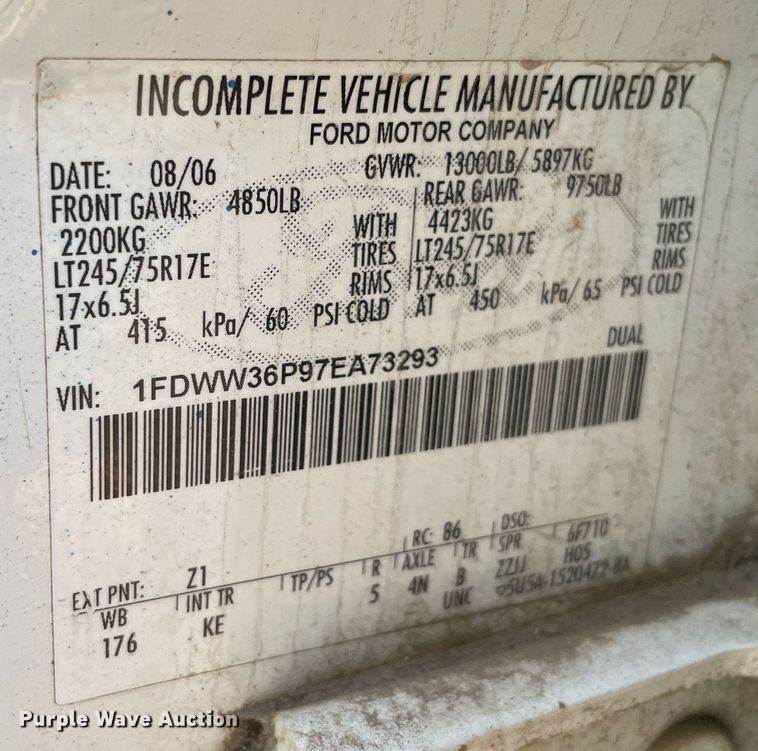 INCOMPLETE VEHICLE MANUFACTURED BY
FORD MOTOR COMPANY
DATE: 08/06 GVWR: 13000LB/ 5897KG
FRONT GAWR: 4850LB REAR GAWR: 9750LB
2200KG WITH 4423KG WITH
LT245/75R17E TIRES LT245/75R17E TIRES
17x6.5J RIMS 17x6.5J RIMS
AT 415 kPa/ 60 PSI COLD AT 450 kPa/ 65 PSI COLD
VIN: 1FDWW36P97EA73293 DUAL
EXT PNT: Z1 RC: 86 DSO: 6F710
WB INT TR TP/PS R AXLE TR SPR H05
176 KE 5 4N B ZZJJ
UNC 5U5A-1520472-BA
Purple Wave Auction